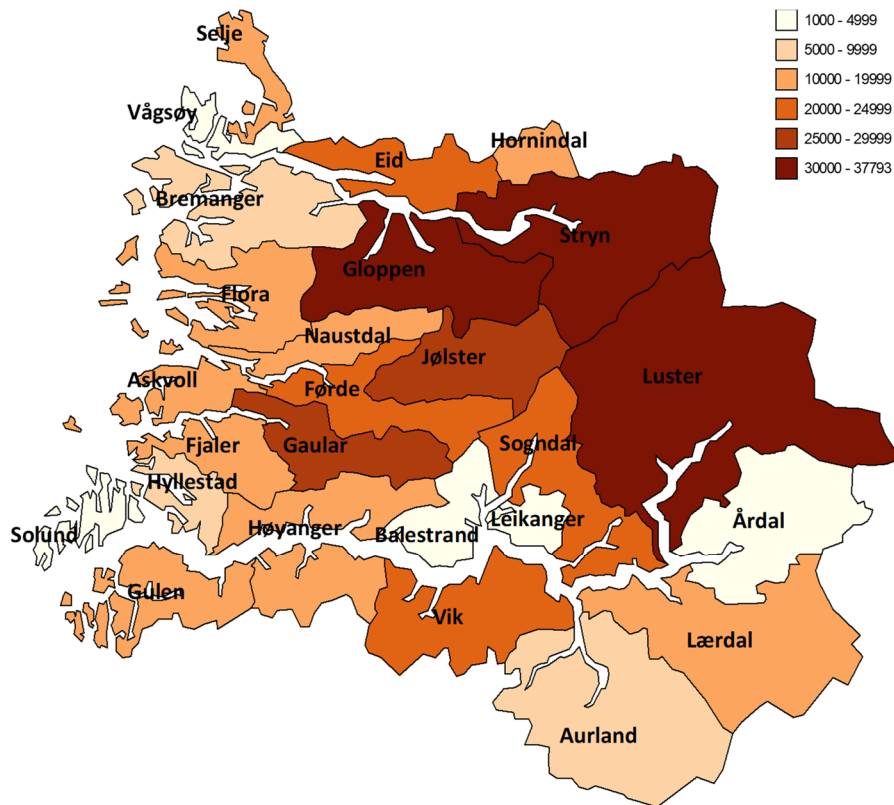 Selje
1000 - 4999
5000 - 9999
10000 - 19999
20000 - 24999
25000 - 29999
30000 - 37793
Vågsøy
Eid
Hornindal
Bremanger
Stryn
Gloppen
Flora
Naustdal
Jølster
Askvoll
Førde
Luster
Fjaler
Gaular
Sogndal
Hyllestad
Solund
Høyanger
Balestrand
Leikanger
Årdal
Gulen
Vik
Lærdal
Aurland